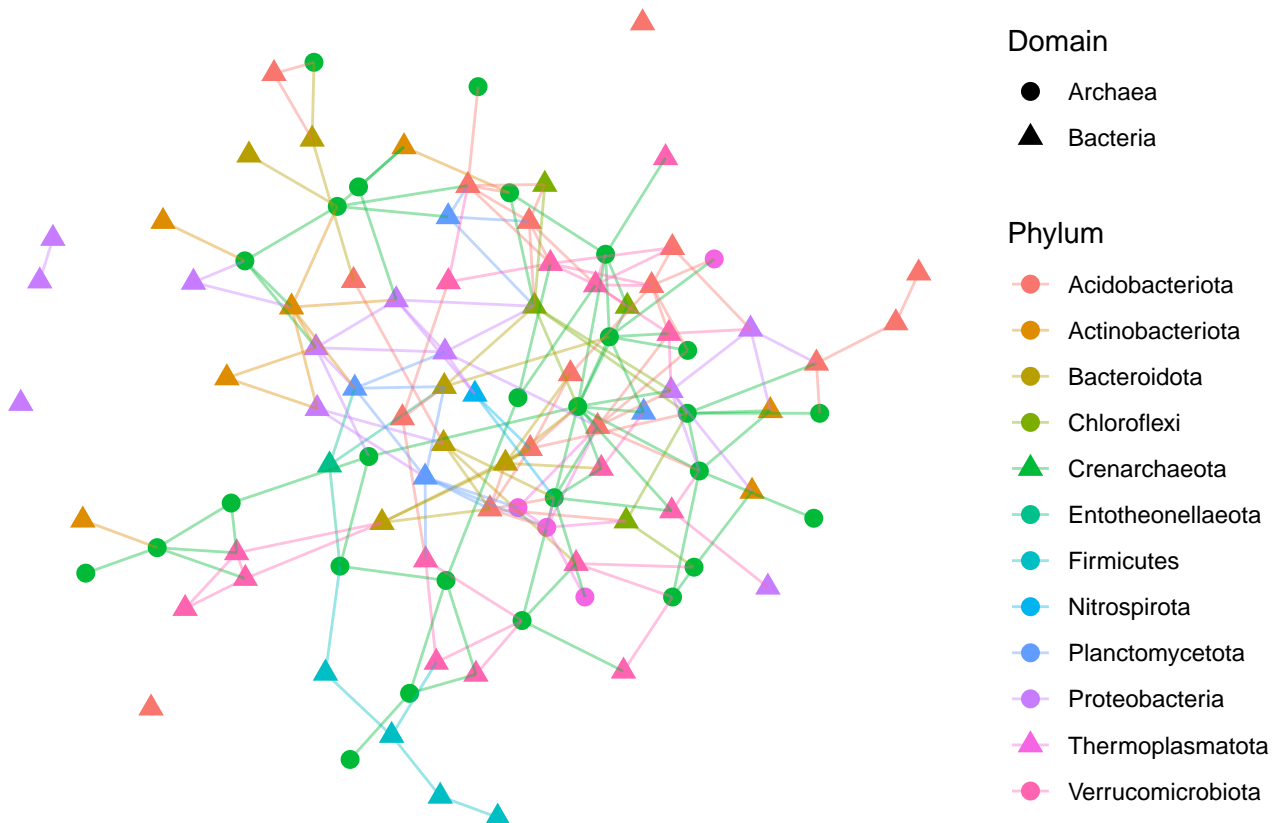 Domain
Archaea
Bacteria
Phylum
Acidobacteriota
Actinobacteriota
Bacteroidota
Chloroflexi
Crenarchaeota
Entotheonellaeota
Firmicutes
Nitrospirota
Planctomycetota
Proteobacteria
Thermoplasmatota
Verrucomicrobiota